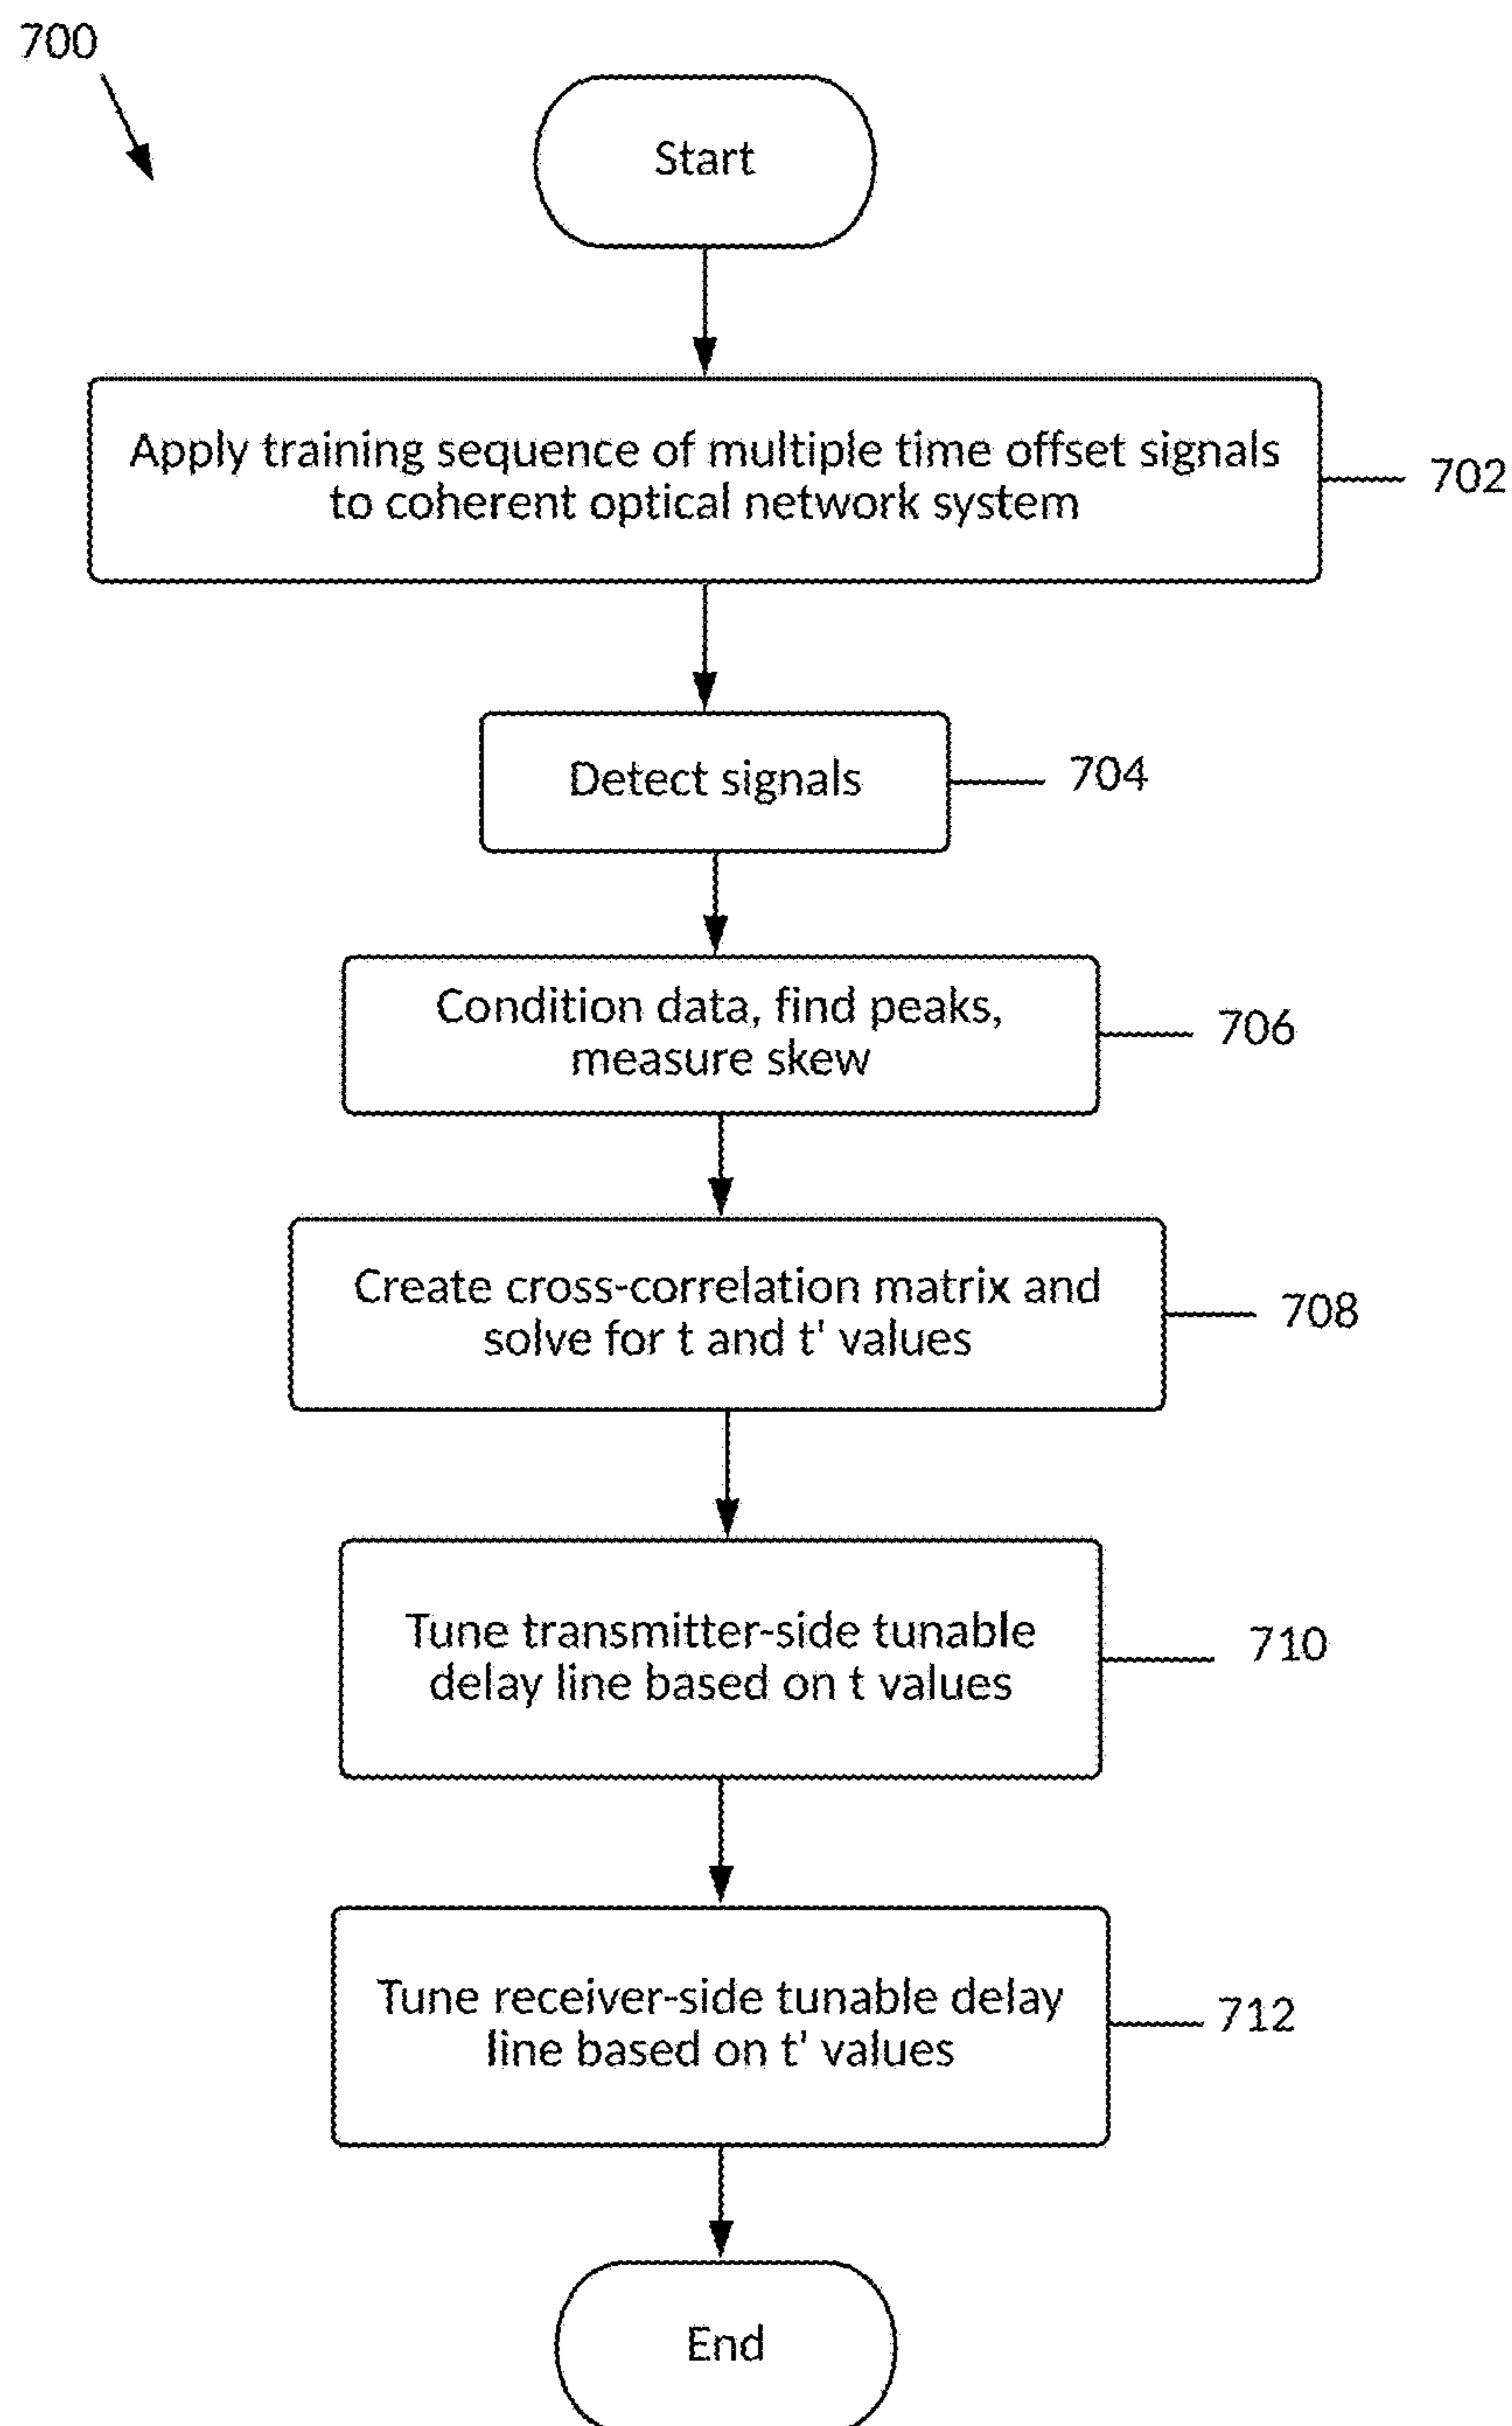 700
Start
Apply training sequence of multiple time offset signals
to coherent optical network system
702
Detect signals
704
Condition data, find peaks,
measure skew
706
Create cross-correlation matrix and
solve for t and t' values
708
Tune transmitter-side tunable
delay line based on t values
710
Tune receiver-side tunable delay
line based on t' values
712
End